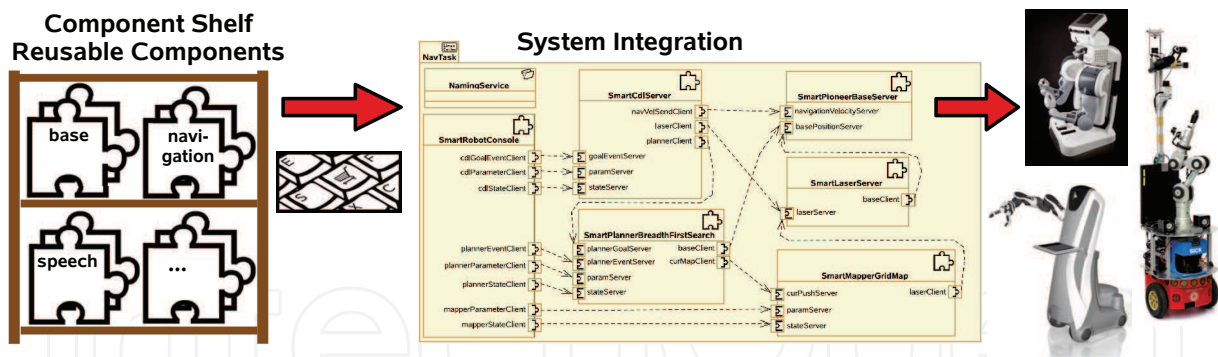 Component Shelf
Reusable Components
base
navi-
gation
speech
...
System Integration
NavTask
NamingService
SmartRobotConsole
cdlGoalEventClient
cdlParameterClient
cdlStateClient
plannerEventClient
plannerParameterClient
plannerStateClient
mapperParameterClient
mapperStateClient
SmartCdlServer
navVelSendClient
laserClient
plannerClient
goalEventServer
paramServer
stateServer
SmartPlannerBreadthFirstSearch
plannerGoalServer
plannerEventServer
paramServer
stateServer
baseClient
curMapClient
SmartPioneerBaseServer
navigationVelocityServer
basePositionServer
SmartLaserServer
baseClient
laserServer
SmartMapperGridMap
laserClient
curPushServer
paramServer
stateServer
E
S
C
X
F
SICK